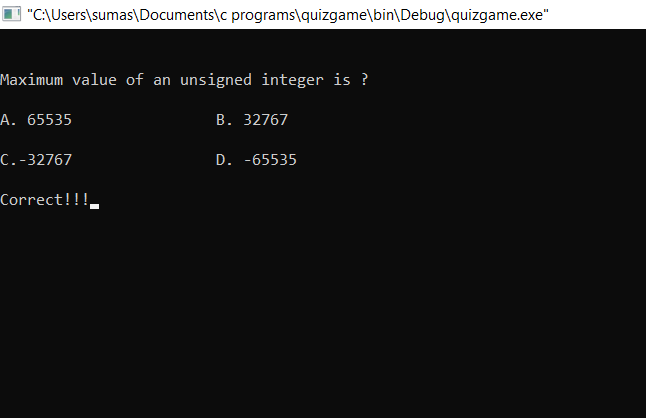 "C:\Users\sumas\Documents\c programs\quizgame\bin\Debug\quizgame.exe"
Maximum value of an unsigned integer is ?
A. 65535                B. 32767
C.-32767                D. -65535
Correct!!!